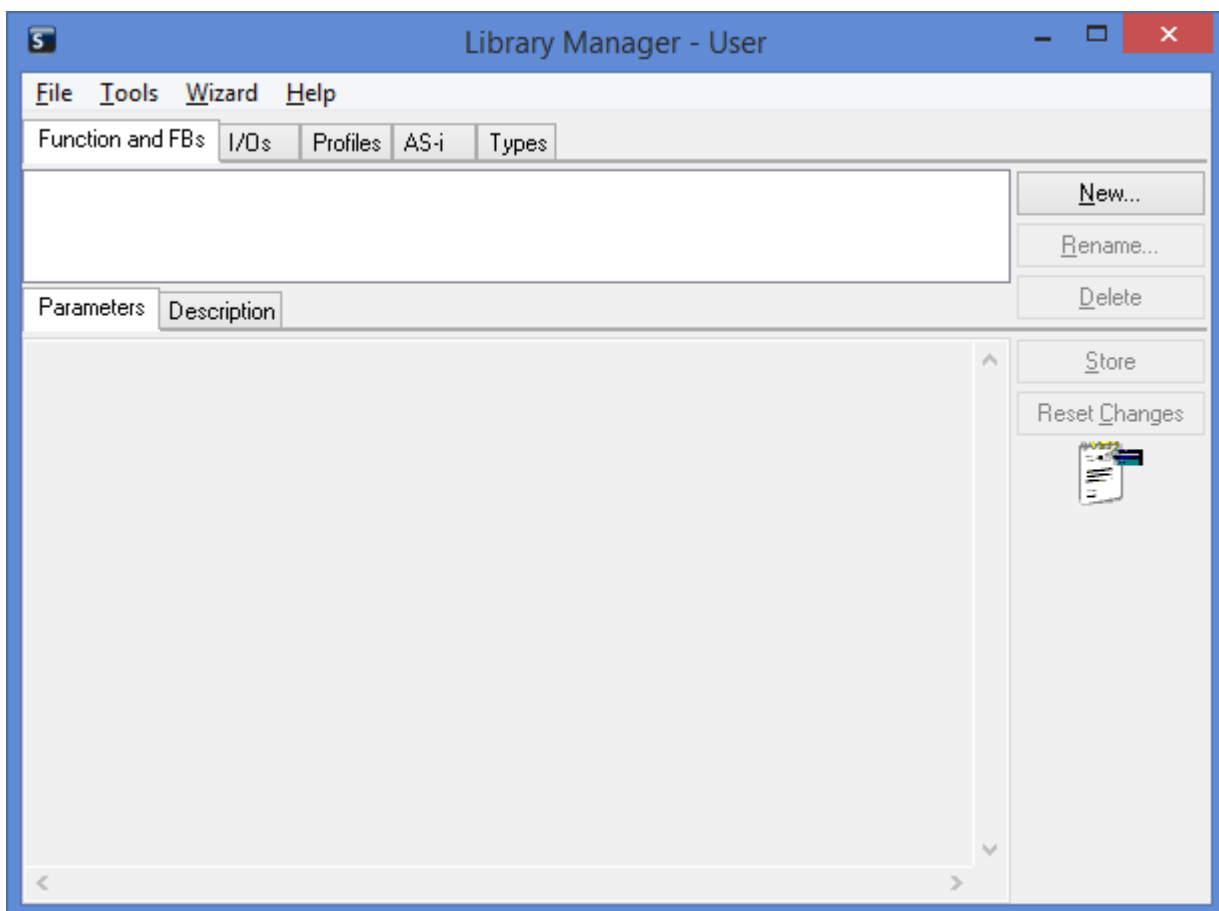 S
Library Manager - User
File Tools Wizard Help
Function and FBs I/Os Profiles AS-i Types
New...
Rename...
Delete
Parameters Description
Store
Reset Changes